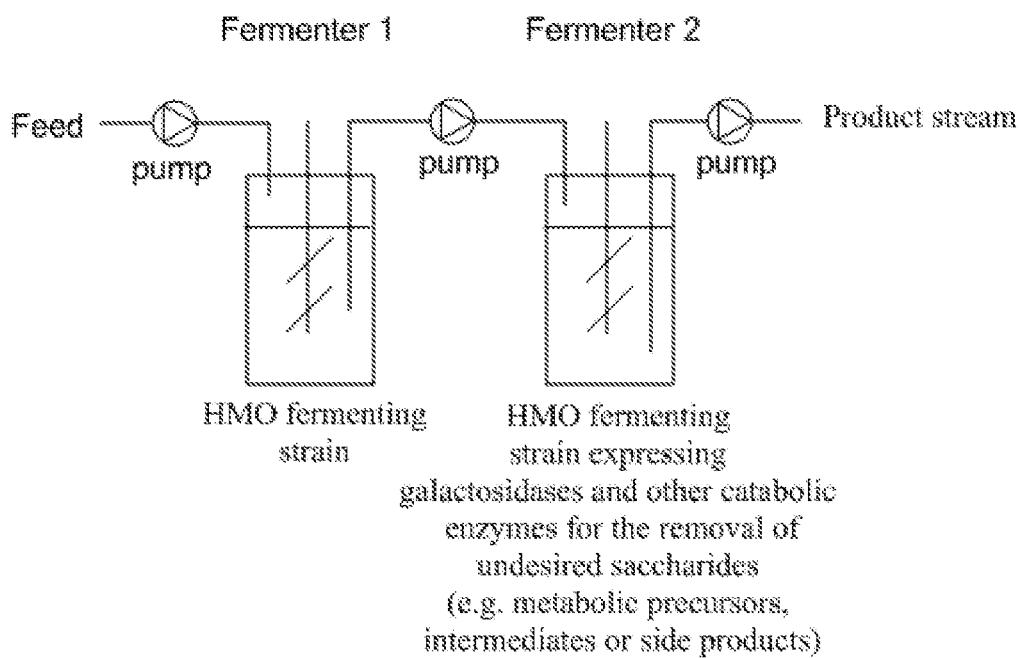 Fermenter 1
Fermenter 2
Feed
pump
pump
pump
Product stream
HMO fermenting
strain
HMO fermenting
strain expressing
galactosidases and other catabolic
enzymes for the removal of
undesired saccharides
(e.g. metabolic precursors,
intermediates or side products)